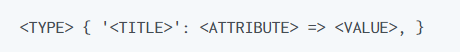 <TYPE> { '<TITLE>': <ATTRIBUTE> => <VALUE>, }